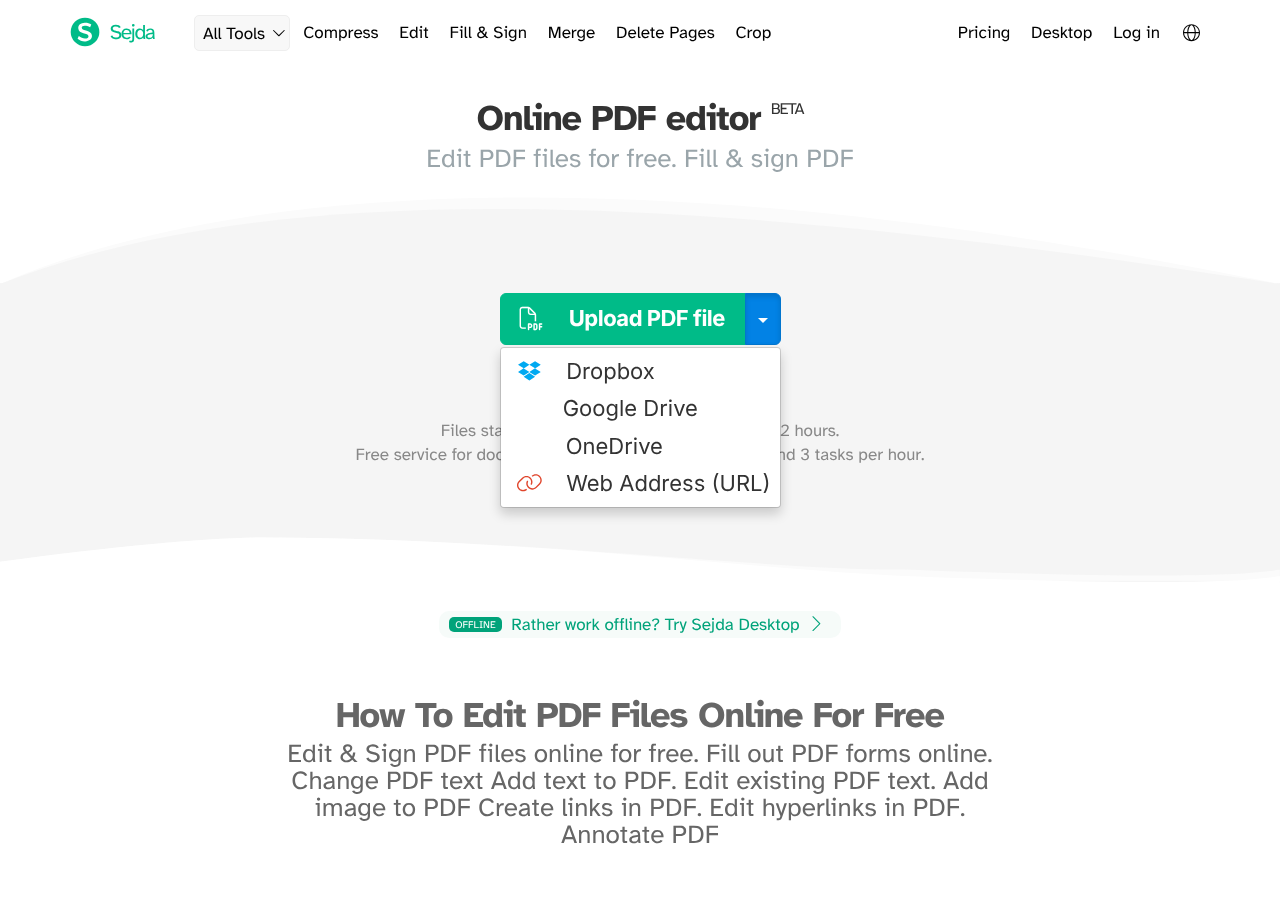 S Sejda All Tools Compress Edit Fill & Sign Merge Delete Pages Crop Pricing Desktop Log in
Online PDF editor BETA
Edit PDF files for free. Fill & sign PDF
PDF Upload PDF file
Dropbox
Google Drive
OneDrive
Web Address (URL)
Files 2 hours.
Free service for 3 tasks per hour.
OFFLINE Rather work offline? Try Sejda Desktop
How To Edit PDF Files Online For Free
Edit & Sign PDF files online for free. Fill out PDF forms online.
Change PDF text Add text to PDF. Edit existing PDF text. Add
image to PDF Create links in PDF. Edit hyperlinks in PDF.
Annotate PDF